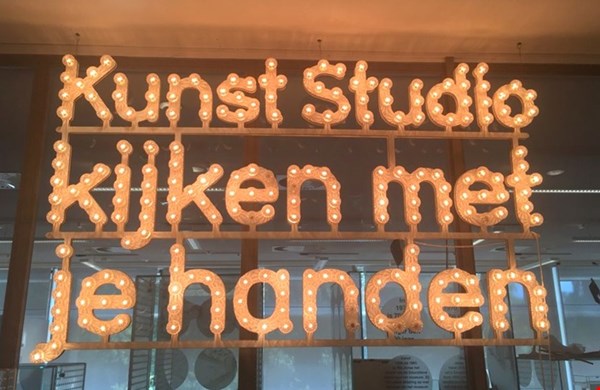 Kunst Studio
kijken met
je handen